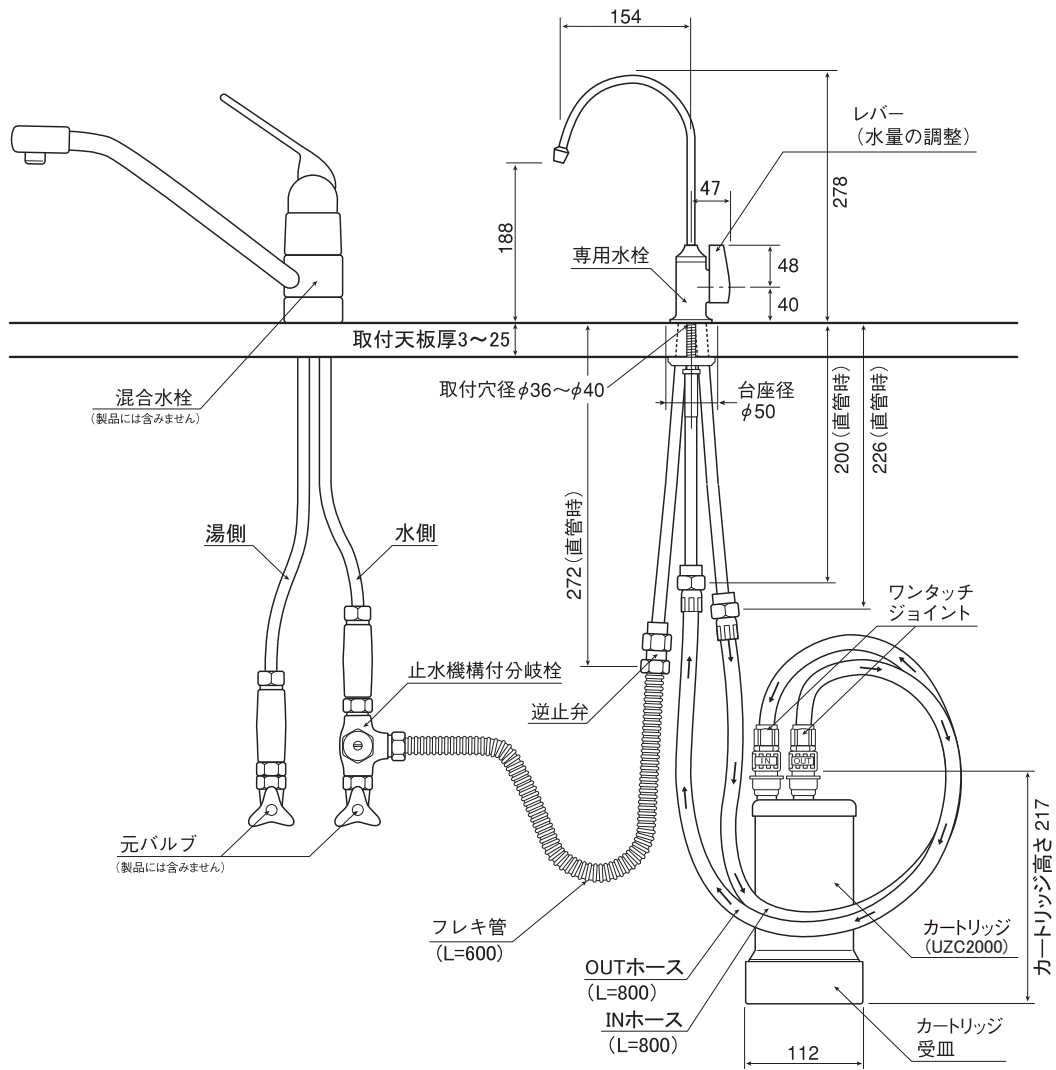 154
レバー
(水量の調整)
47
278
188
専用水栓
48
40
取付天板厚3～25
取付穴径φ36～φ40
台座径
φ50
混合水栓
(製品には含みません)
200(直管時)
226(直管時)
272(直管時)
湯側
水側
ワンタッチ
ジョイント
止水機構付分岐栓
逆止弁
IN
OUT
元バルブ
(製品には含みません)
カートリッジ高さ 217
フレキ管
(L=600)
カートリッジ
(UZC2000)
OUTホース
(L=800)
INホース
(L=800)
カートリッジ
受皿
112